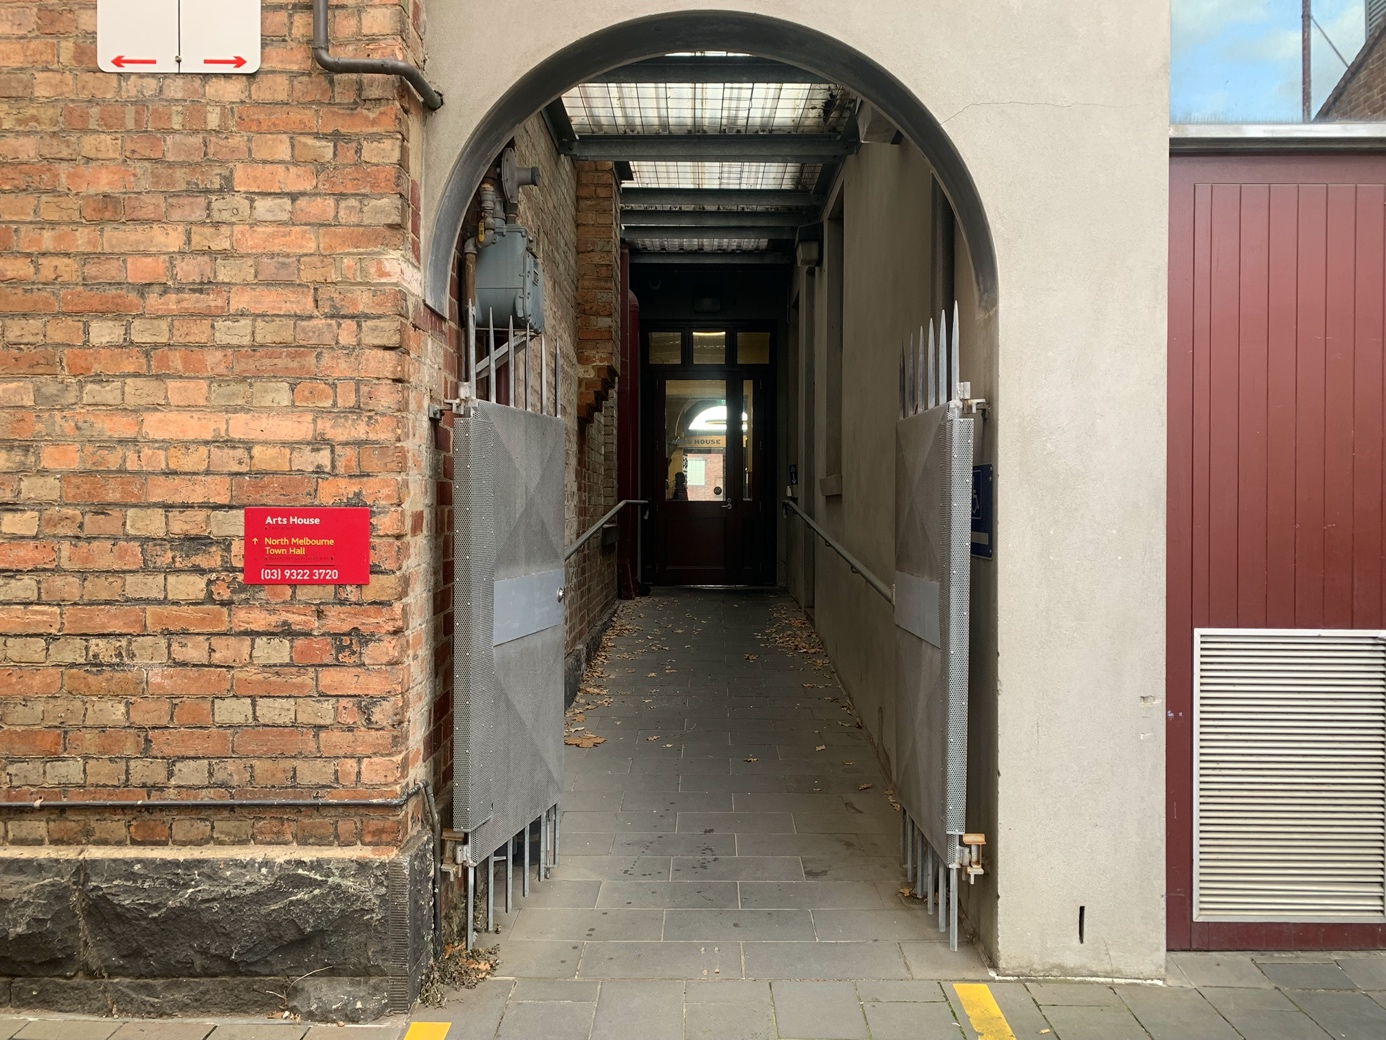 Arts House
↑ North Melbourne
Town Hall
(03) 9322 3720
HOUSE